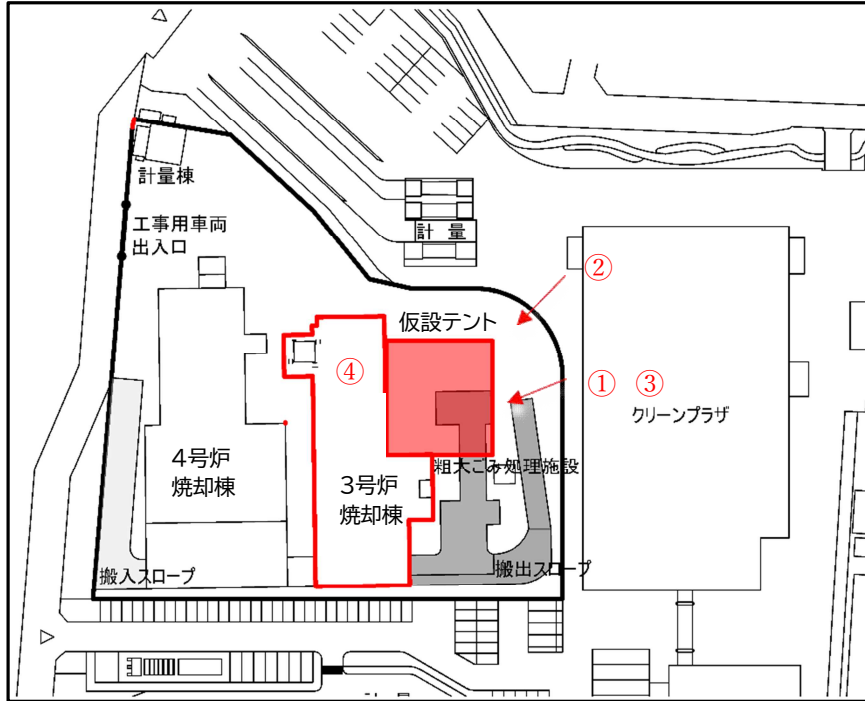 計量棟
工事用車両
出入口
計 量
②
仮設テント
④
①
③
クリーンプラザ
4号炉
焼却棟
3号炉
焼却棟
粗大ごみ処理施設
搬入スロープ
搬出スロープ